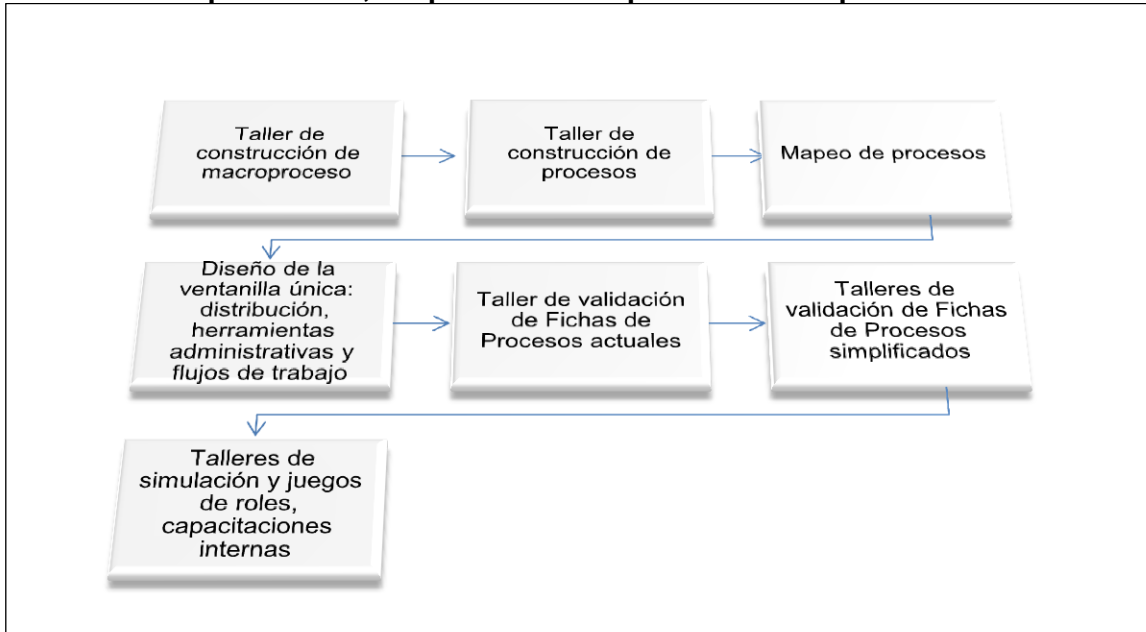 Taller de
construcción de
macroproceso
Taller de
construcción de
procesos
Mapeo de procesos
Diseño de la
ventanilla única:
distribución,
herramientas
administrativas y
flujos de trabajo
Taller de validación
de Fichas de
Procesos actuales
Talleres de
validación de Fichas
de Procesos
simplificados
Talleres de
simulación y juegos
de roles,
capacitaciones
internas